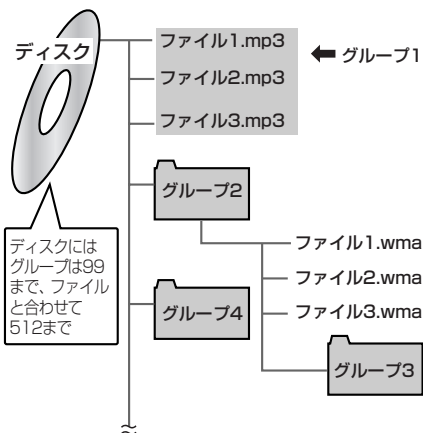 ディスク
ファイル1.mp3
グループ1
ファイル2.mp3
ファイル3.mp3
グループ2
ディスクには
グループは99
まで、ファイル
と合わせて
512まで
ファイル1.wma
ファイル2.wma
グループ4
ファイル3.wma
グループ3